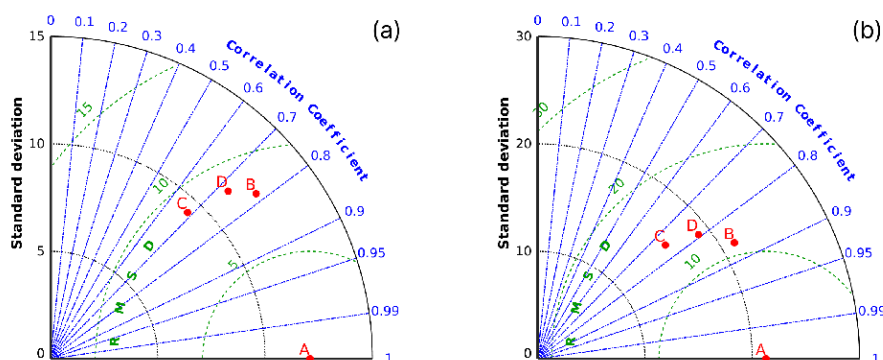 (a)
0 0.1 0.2 0.3 0.4 0.5 0.6 0.7 0.8 0.9 0.95 0.99 1
Correlation Coefficient
Standard deviation
15
10
5
0
15
10
5
R M S D
A
B
C
D
(b)
0 0.1 0.2 0.3 0.4 0.5 0.6 0.7 0.8 0.9 0.95 0.99 1
Correlation Coefficient
Standard deviation
30
20
10
0
30
20
10
R M S D
A
B
C
D